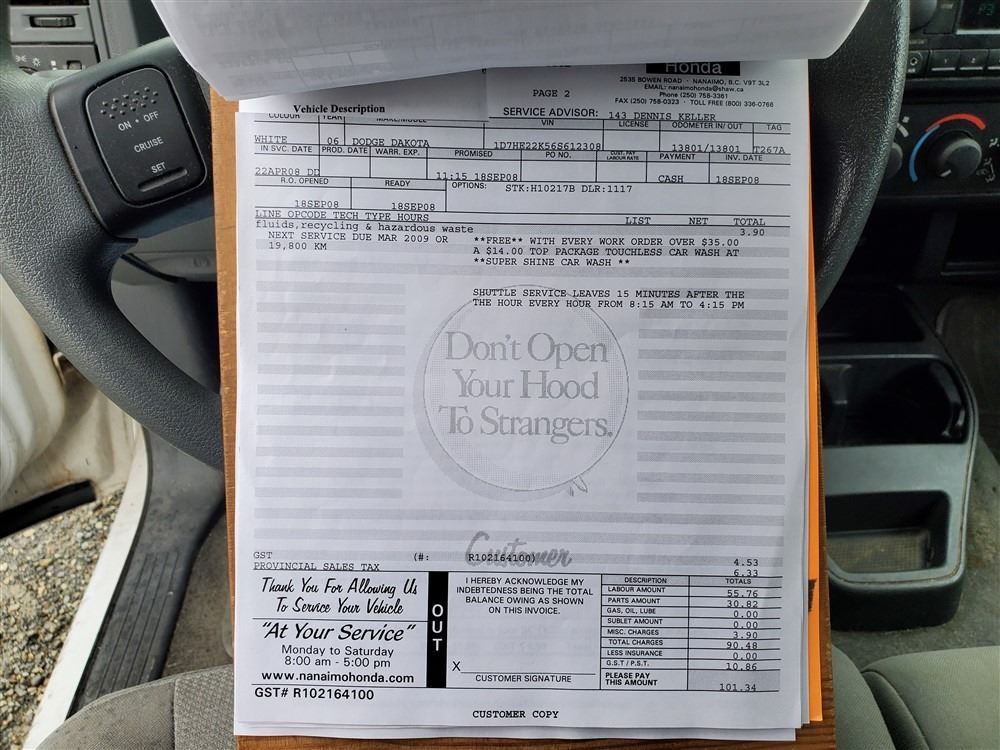 Honda
2535 BOWEN ROAD · NANAIMO, B.C. V9T 3L2
EMAIL: nanaimohonda@shaw.ca
Phone (250) 758-3361
FAX (250) 758-0323 · TOLL FREE (800) 336-0766
PAGE 2
SERVICE ADVISOR: 143 DENNIS KELLER
Vehicle Description
COLOUR YEAR MAKE/MODEL VIN LICENSE ODOMETER IN/OUT TAG
WHITE 06 DODGE DAKOTA 1D7HE22K56S612308 13801/13801 T267A
IN SVC. DATE PROD. DATE WARR. EXP. PROMISED PO NO. CUST. PAY LABOUR RATE PAYMENT INV. DATE
22APR08 DD 11:15 18SEP08 CASH 18SEP08
R.O. OPENED READY OPTIONS: STK:H10217B DLR:1117
18SEP08 18SEP08
LINE OPCODE TECH TYPE HOURS LIST NET TOTAL
fluids,recycling & hazardous waste 3.90
NEXT SERVICE DUE MAR 2009 OR
19,800 KM
**FREE** WITH EVERY WORK ORDER OVER $35.00
A $14.00 TOP PACKAGE TOUCHLESS CAR WASH AT
**SUPER SHINE CAR WASH **
SHUTTLE SERVICE LEAVES 15 MINUTES AFTER THE
THE HOUR EVERY HOUR FROM 8:15 AM TO 4:15 PM
Don't Open
Your Hood
To Strangers.
Customer
GST (#: R102164100) 4.53
PROVINCIAL SALES TAX 6.33
Thank You For Allowing Us
To Service Your Vehicle
"At Your Service"
Monday to Saturday
8:00 am - 5:00 pm
www.nanaimohonda.com
GST# R102164100
OUT
I HEREBY ACKNOWLEDGE MY
INDEBTEDNESS BEING THE TOTAL
BALANCE OWING AS SHOWN
ON THIS INVOICE.
X
CUSTOMER SIGNATURE
DESCRIPTION TOTALS
LABOUR AMOUNT 55.76
PARTS AMOUNT 30.82
GAS, OIL, LUBE 0.00
SUBLET AMOUNT 0.00
MISC. CHARGES 3.90
TOTAL CHARGES 90.48
LESS INSURANCE 0.00
G.S.T / P.S.T. 10.86
PLEASE PAY
THIS AMOUNT 101.34
CUSTOMER COPY
ON • OFF
CRUISE
SET